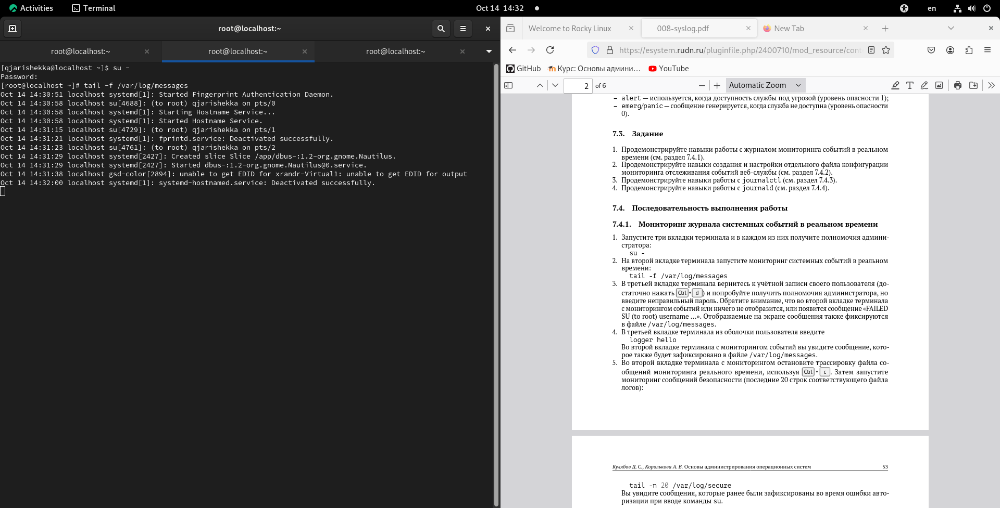 Activities
Terminal
Oct 14 14:32
en
root@localhost:~
root@localhost:~
root@localhost:~
root@localhost:~
[qjarishekka@localhost ~]$ su -
Password:
[root@localhost ~]# tail -f /var/log/messages
Oct 14 14:30:51 localhost systemd[1]: Started Fingerprint Authentication Daemon.
Oct 14 14:30:58 localhost su[4688]: (to root) qjarishekka on pts/0
Oct 14 14:30:58 localhost systemd[1]: Starting Hostname Service...
Oct 14 14:30:58 localhost systemd[1]: Started Hostname Service.
Oct 14 14:31:15 localhost su[4729]: (to root) qjarishekka on pts/1
Oct 14 14:31:21 localhost systemd[1]: fprintd.service: Deactivated successfully.
Oct 14 14:31:23 localhost su[4761]: (to root) qjarishekka on pts/2
Oct 14 14:31:29 localhost systemd[2427]: Created slice Slice /app/dbus-:1.2-org.gnome.Nautilus.
Oct 14 14:31:29 localhost systemd[2427]: Started dbus-:1.2-org.gnome.Nautilus@0.service.
Oct 14 14:31:38 localhost gsd-color[2894]: unable to get EDID for xrandr-Virtual1: unable to get EDID for output
Oct 14 14:32:00 localhost systemd[1]: systemd-hostnamed.service: Deactivated successfully.
Welcome to Rocky Linux
008-syslog.pdf
New Tab
https://esystem.rudn.ru/pluginfile.php/2400710/mod_resource/cont
GitHub
Курс: Основы админи…
YouTube
2 of 6
Automatic Zoom
– alert — используется, когда доступность службы под угрозой (уровень опасности 1);
– emerg/panic — сообщение генерируется, когда служба не доступна (уровень опасности
0).
7.3. Задание
1. Продемонстрируйте навыки работы с журналом мониторинга событий в реальном
времени (см. раздел 7.4.1).
2. Продемонстрируйте навыки создания и настройки отдельного файла конфигурации
мониторинга отслеживания событий веб-службы (см. раздел 7.4.2).
3. Продемонстрируйте навыки работы с journalctl (см. раздел 7.4.3).
4. Продемонстрируйте навыки работы с journald (см. раздел 7.4.4).
7.4. Последовательность выполнения работы
7.4.1. Мониторинг журнала системных событий в реальном времени
1. Запустите три вкладки терминала и в каждом из них получите полномочия админи-
стратора:
su -
2. На второй вкладке терминала запустите мониторинг системных событий в реальном
времени:
tail -f /var/log/messages
3. В третьей вкладке терминала вернитесь к учётной записи своего пользователя (до-
статочно нажать Ctrl + d ) и попробуйте получить полномочия администратора, но
введите неправильный пароль. Обратите внимание, что во второй вкладке терминала
с мониторингом событий или ничего не отобразится, или появится сообщение «FAILED
SU (to root) username …». Отображаемые на экране сообщения также фиксируются
в файле /var/log/messages.
4. В третьей вкладке терминала из оболочки пользователя введите
logger hello
Во второй вкладке терминала с мониторингом событий вы увидите сообщение, кото-
рое также будет зафиксировано в файле /var/log/messages.
5. Во второй вкладке терминала с мониторингом остановите трассировку файла со-
общений мониторинга реального времени, используя Ctrl + c . Затем запустите
мониторинг сообщений безопасности (последние 20 строк соответствующего файла
логов):
Кулябов Д. С., Королькова А. В. Основы администрирования операционных систем 53
tail -n 20 /var/log/secure
Вы увидите сообщения, которые ранее были зафиксированы во время ошибки авто-
ризации при вводе команды su.